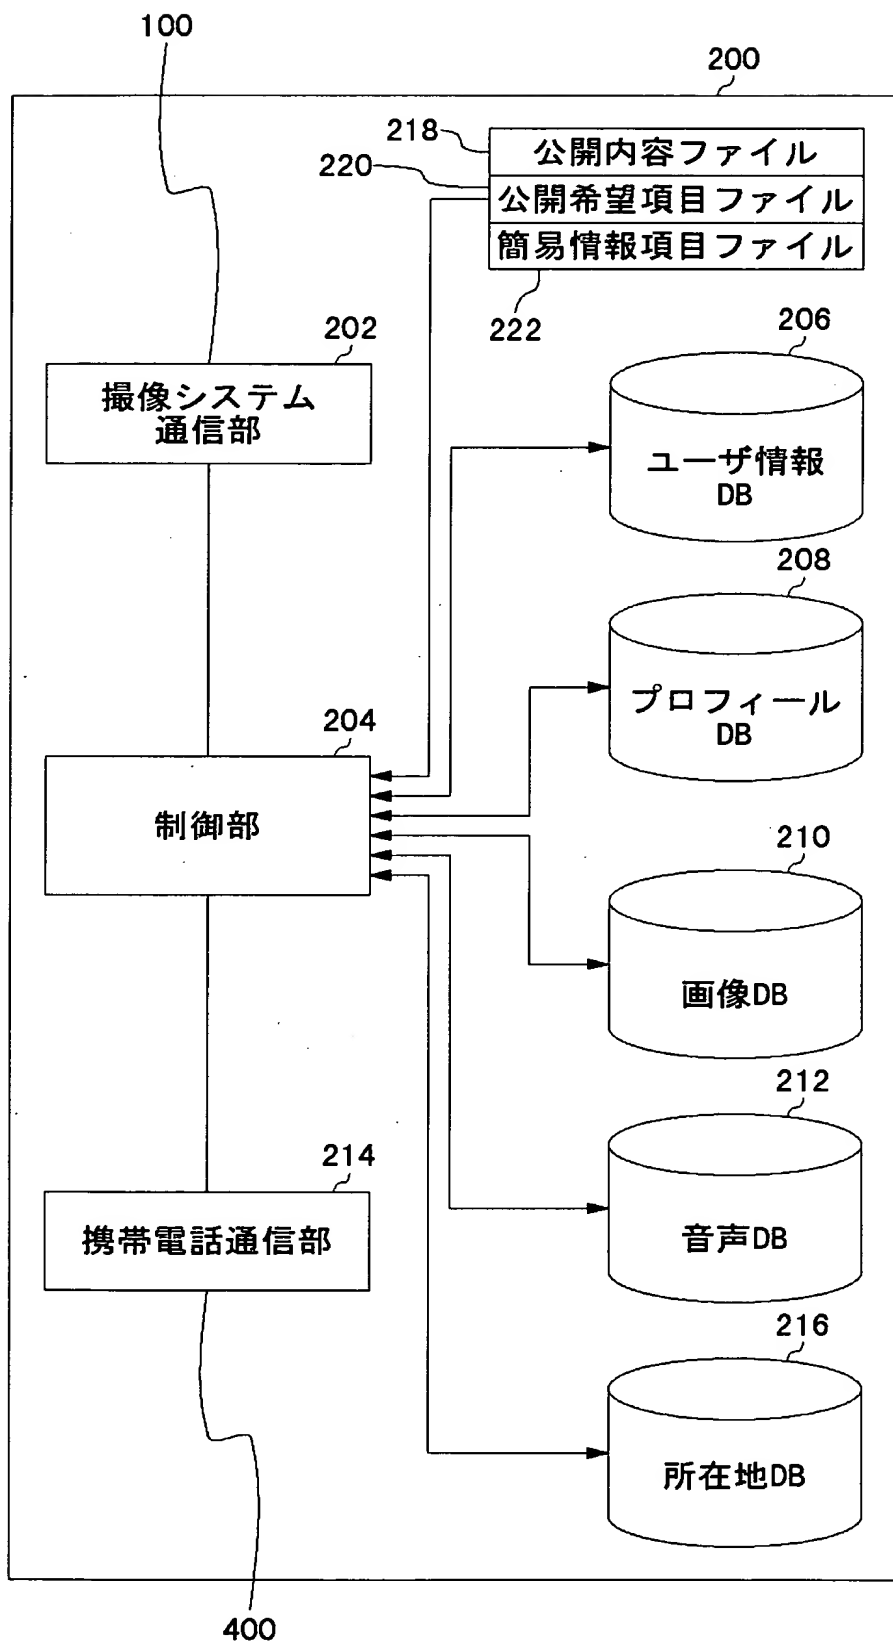 100
200
218
公開内容ファイル
220
公開希望項目ファイル
簡易情報項目ファイル
222
202
撮像システム
通信部
206
ユーザ情報
DB
208
プロフィール
DB
204
制御部
210
画像DB
212
音声DB
214
携帯電話通信部
216
所在地DB
400